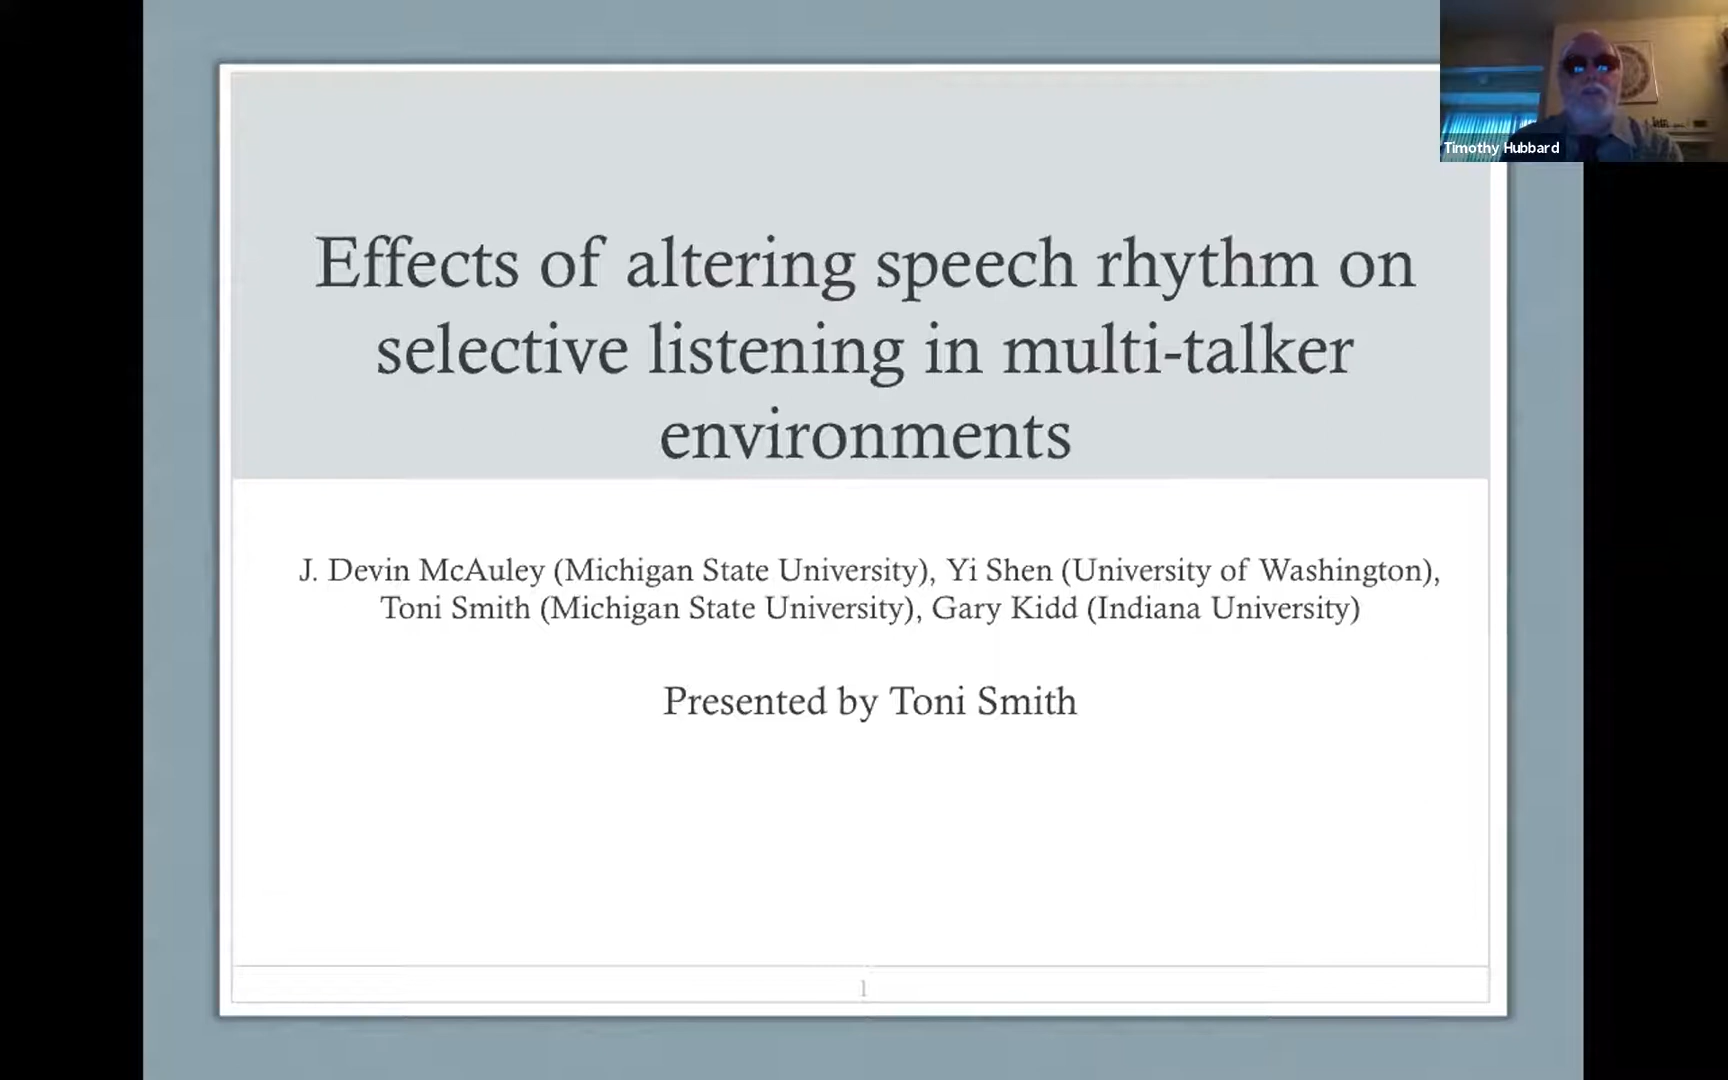 Timothy Hubbard
Effects of altering speech rhythm on
selective listening in multi-talker
environments
J. Devin McAuley (Michigan State University), Yi Shen (University of Washington),
Toni Smith (Michigan State University), Gary Kidd (Indiana University)
Presented by Toni Smith
1